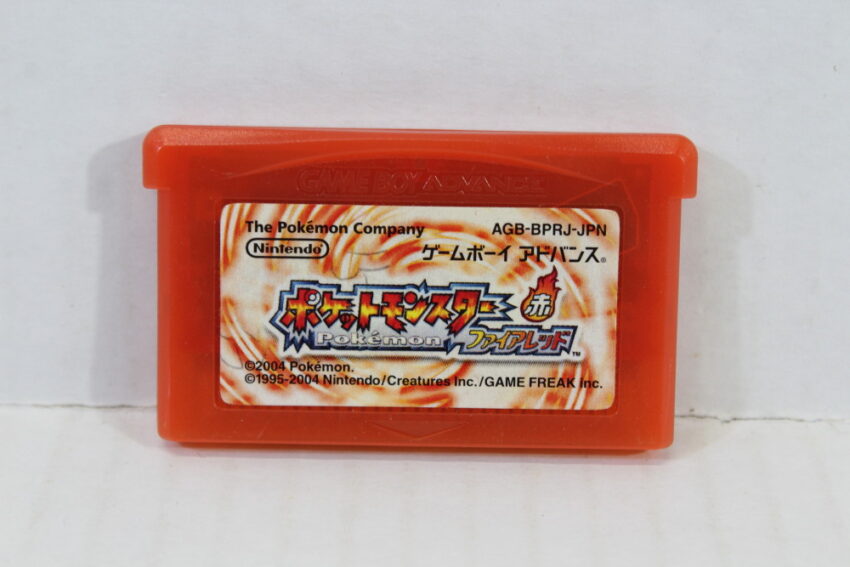 GAME BOY ADVANCE
The Pokémon Company AGB-BPRJ-JPN
Nintendo® ゲームボーイ アドバンス®
ポケットモンスター 赤
Pokémon ファイアレッド™
©2004 Pokémon.
©1995-2004 Nintendo/Creatures Inc./GAME FREAK inc.